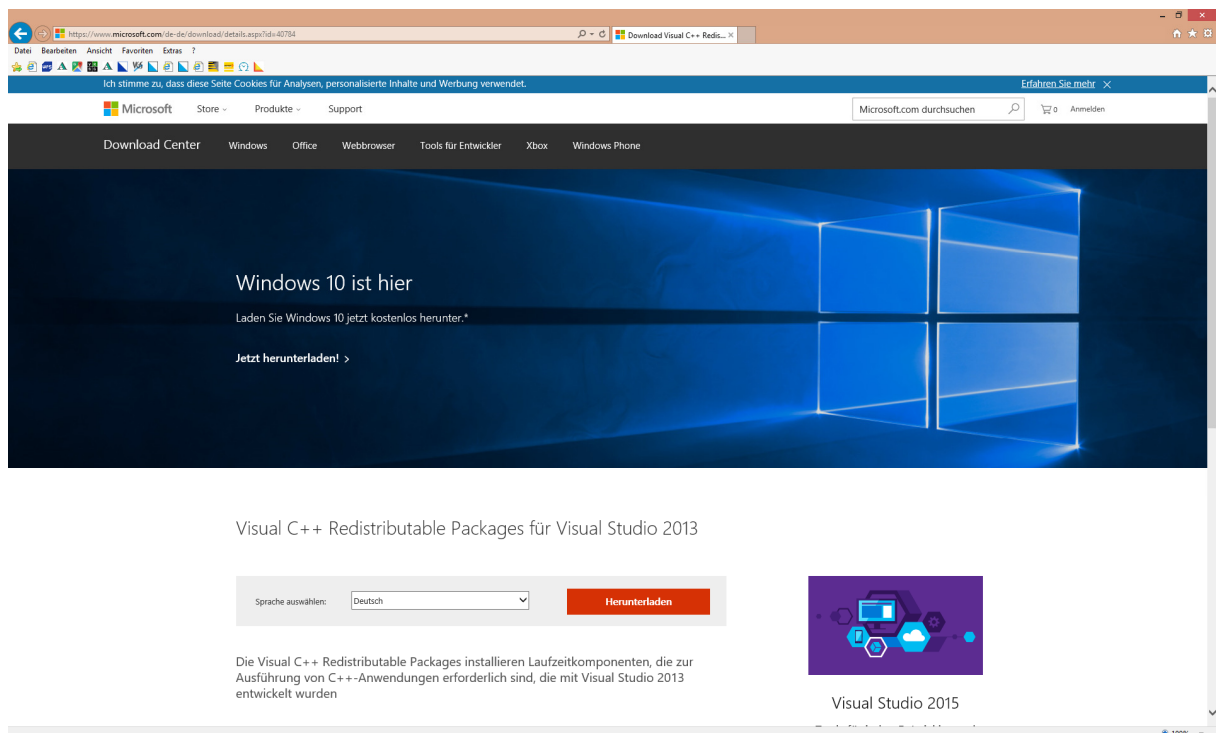 https://www.microsoft.com/de-de/download/details.aspx?id=40784
Download Visual C++ Redis...
Datei Bearbeiten Ansicht Favoriten Extras ?
Ich stimme zu, dass diese Seite Cookies für Analysen, personalisierte Inhalte und Werbung verwendet.
Erfahren Sie mehr
Microsoft Store Produkte Support
Microsoft.com durchsuchen
0 Anmelden
Download Center Windows Office Webbrowser Tools für Entwickler Xbox Windows Phone
Windows 10 ist hier
Laden Sie Windows 10 jetzt kostenlos herunter.*
Jetzt herunterladen! >
Visual C++ Redistributable Packages für Visual Studio 2013
Sprache auswählen: Deutsch Herunterladen
Die Visual C++ Redistributable Packages installieren Laufzeitkomponenten, die zur
Ausführung von C++-Anwendungen erforderlich sind, die mit Visual Studio 2013
entwickelt wurden
Visual Studio 2015
100%